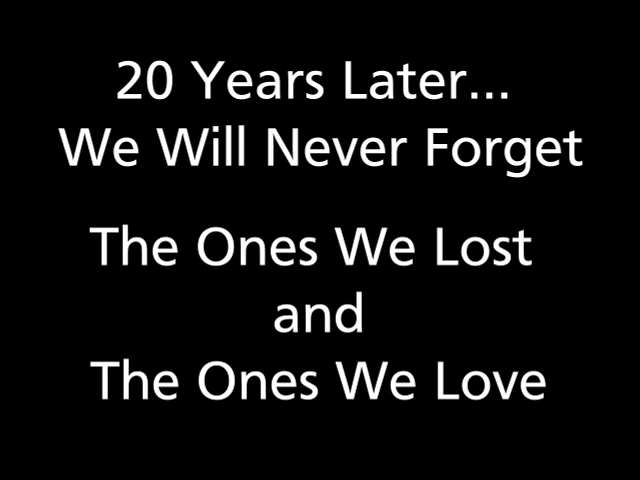 20 Years Later...
We Will Never Forget
The Ones We Lost
and
The Ones We Love